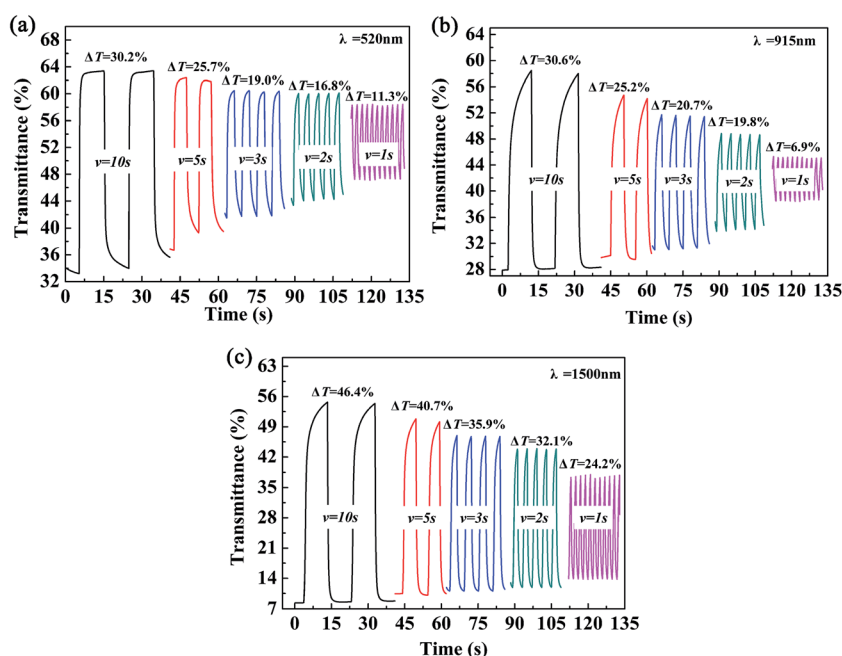 (a)
λ =520nm
ΔT=30.2%
ΔT=25.7%
ΔT=19.0%
ΔT=16.8%
ΔT=11.3%
v=10s
v=5s
v=3s
v=2s
v=1s
Transmittance (%)
68
64
60
56
52
48
44
40
36
32
0 15 30 45 60 75 90 105 120 135
Time (s)
(b)
λ =915nm
ΔT=30.6%
ΔT=25.2%
ΔT=20.7%
ΔT=19.8%
ΔT=6.9%
v=10s
v=5s
v=3s
v=2s
v=1s
Transmittance (%)
64
60
56
52
48
44
40
36
32
28
0 15 30 45 60 75 90 105 120 135
Time (s)
(c)
λ =1500nm
ΔT=46.4%
ΔT=40.7%
ΔT=35.9%
ΔT=32.1%
ΔT=24.2%
v=10s
v=5s
v=3s
v=2s
v=1s
Transmittance (%)
63
56
49
42
35
28
21
14
7
0 15 30 45 60 75 90 105 120 135
Time (s)